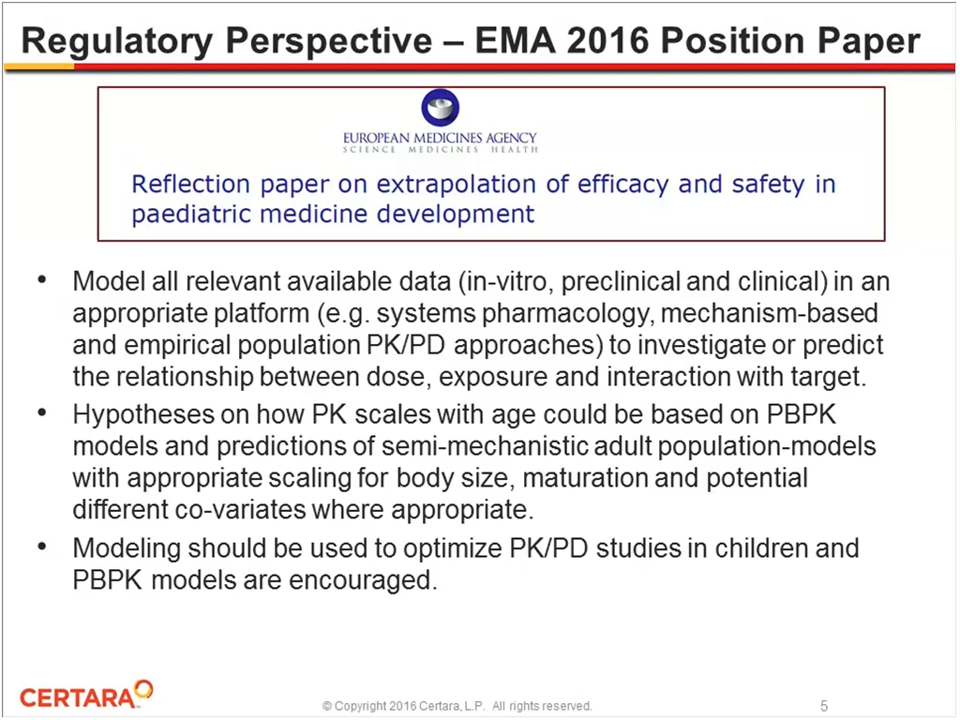 Regulatory Perspective – EMA 2016 Position Paper
EUROPEAN MEDICINES AGENCY
SCIENCE MEDICINES HEALTH
Reflection paper on extrapolation of efficacy and safety in
paediatric medicine development
• Model all relevant available data (in-vitro, preclinical and clinical) in an
appropriate platform (e.g. systems pharmacology, mechanism-based
and empirical population PK/PD approaches) to investigate or predict
the relationship between dose, exposure and interaction with target.
• Hypotheses on how PK scales with age could be based on PBPK
models and predictions of semi-mechanistic adult population-models
with appropriate scaling for body size, maturation and potential
different co-variates where appropriate.
• Modeling should be used to optimize PK/PD studies in children and
PBPK models are encouraged.
CERTARA
© Copyright 2016 Certara, L.P. All rights reserved.
5